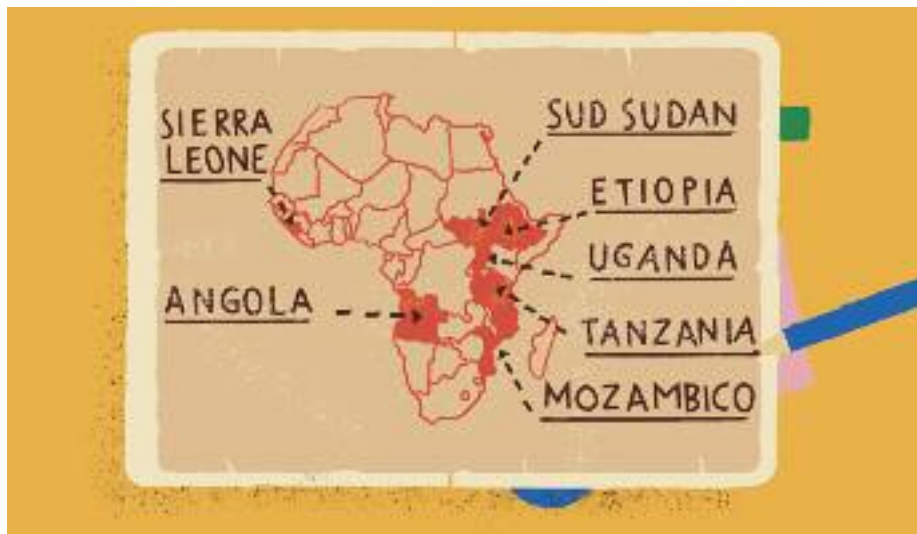 SIERRA
LEONE
ANGOLA
SUD SUDAN
ETIOPIA
UGANDA
TANZANIA
MOZAMBICO